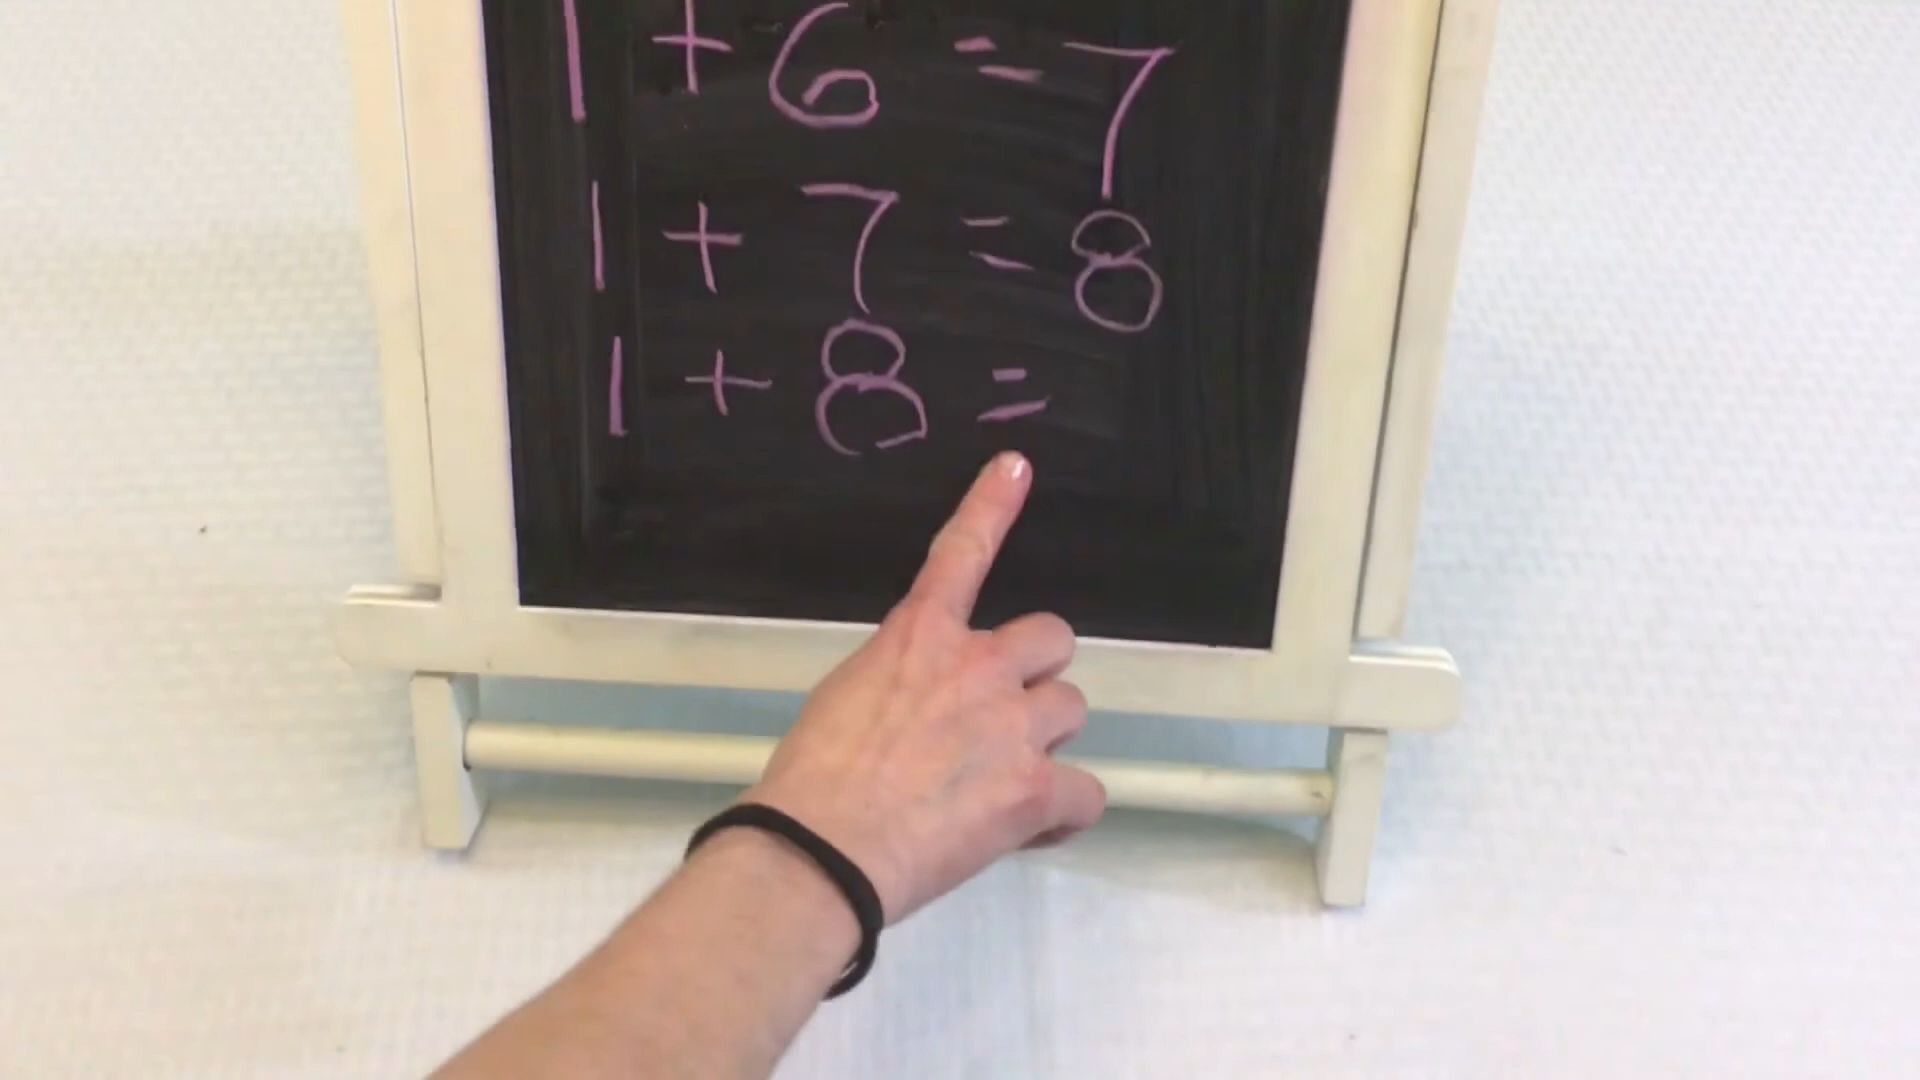 1 + 6 = 7
1 + 7 = 8
1 + 8 =